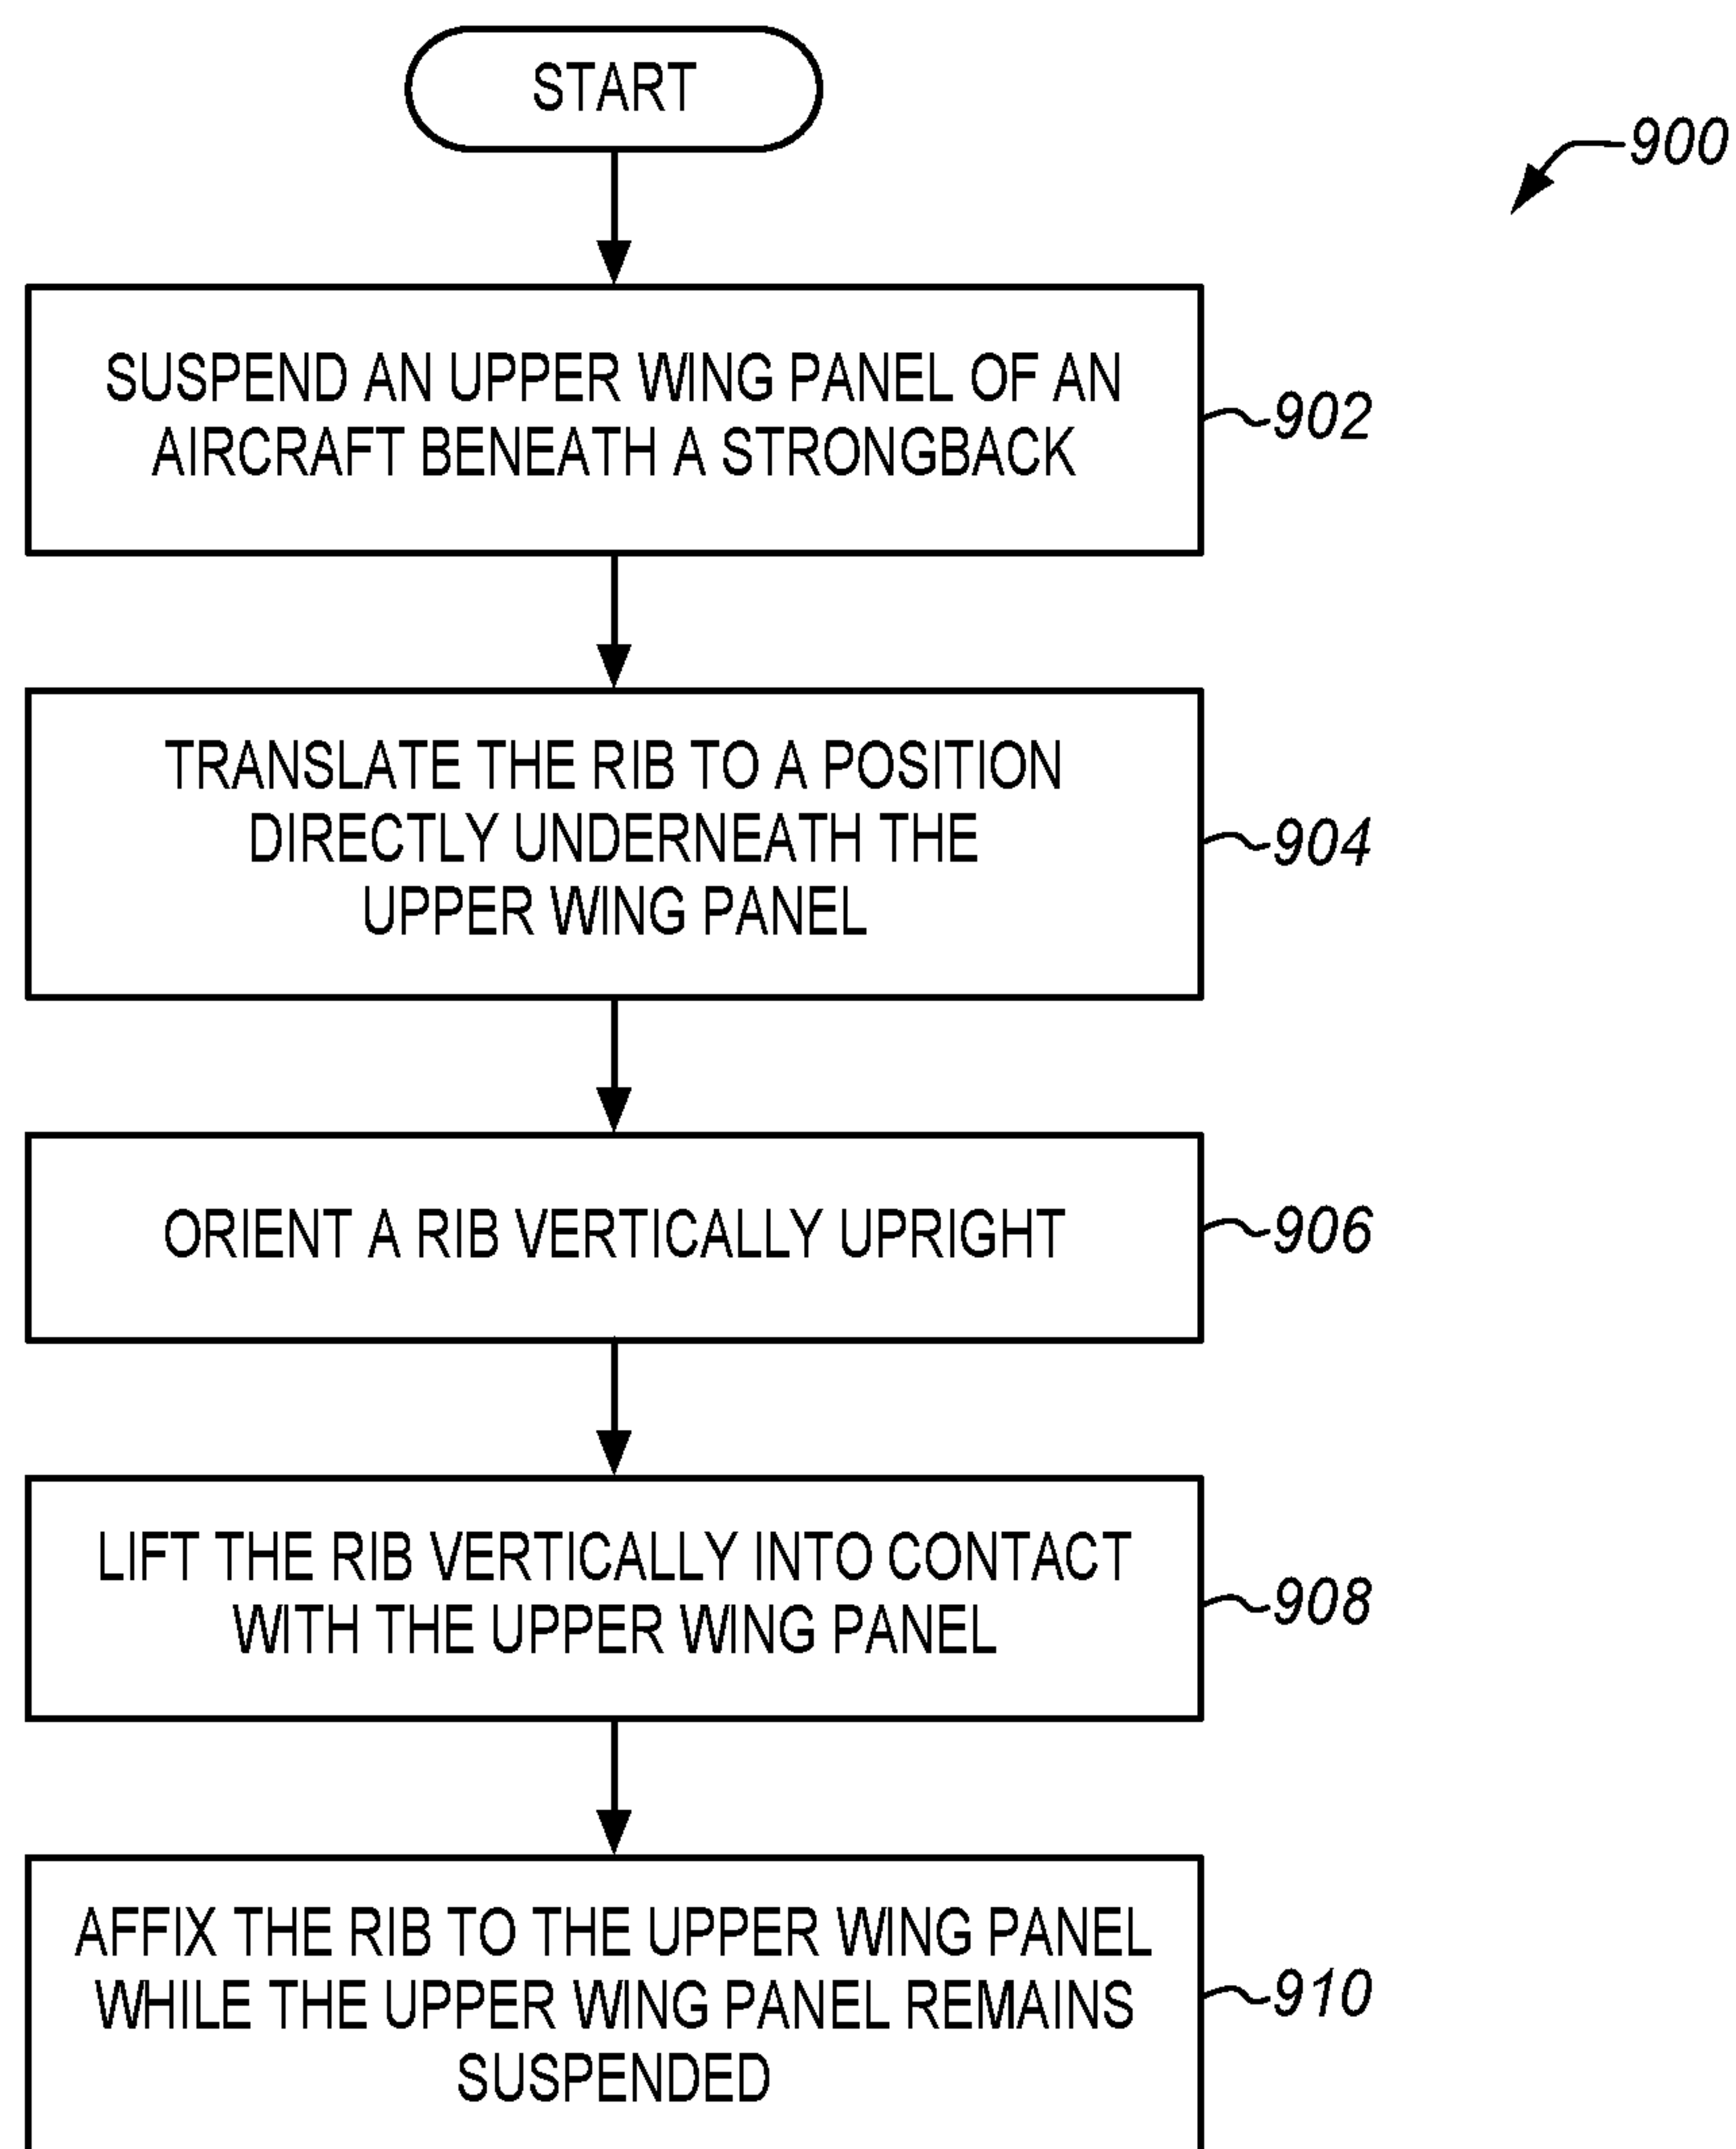 START
900
SUSPEND AN UPPER WING PANEL OF AN
AIRCRAFT BENEATH A STRONGBACK
902
TRANSLATE THE RIB TO A POSITION
DIRECTLY UNDERNEATH THE
UPPER WING PANEL
904
ORIENT A RIB VERTICALLY UPRIGHT
906
LIFT THE RIB VERTICALLY INTO CONTACT
WITH THE UPPER WING PANEL
908
AFFIX THE RIB TO THE UPPER WING PANEL
WHILE THE UPPER WING PANEL REMAINS
SUSPENDED
910